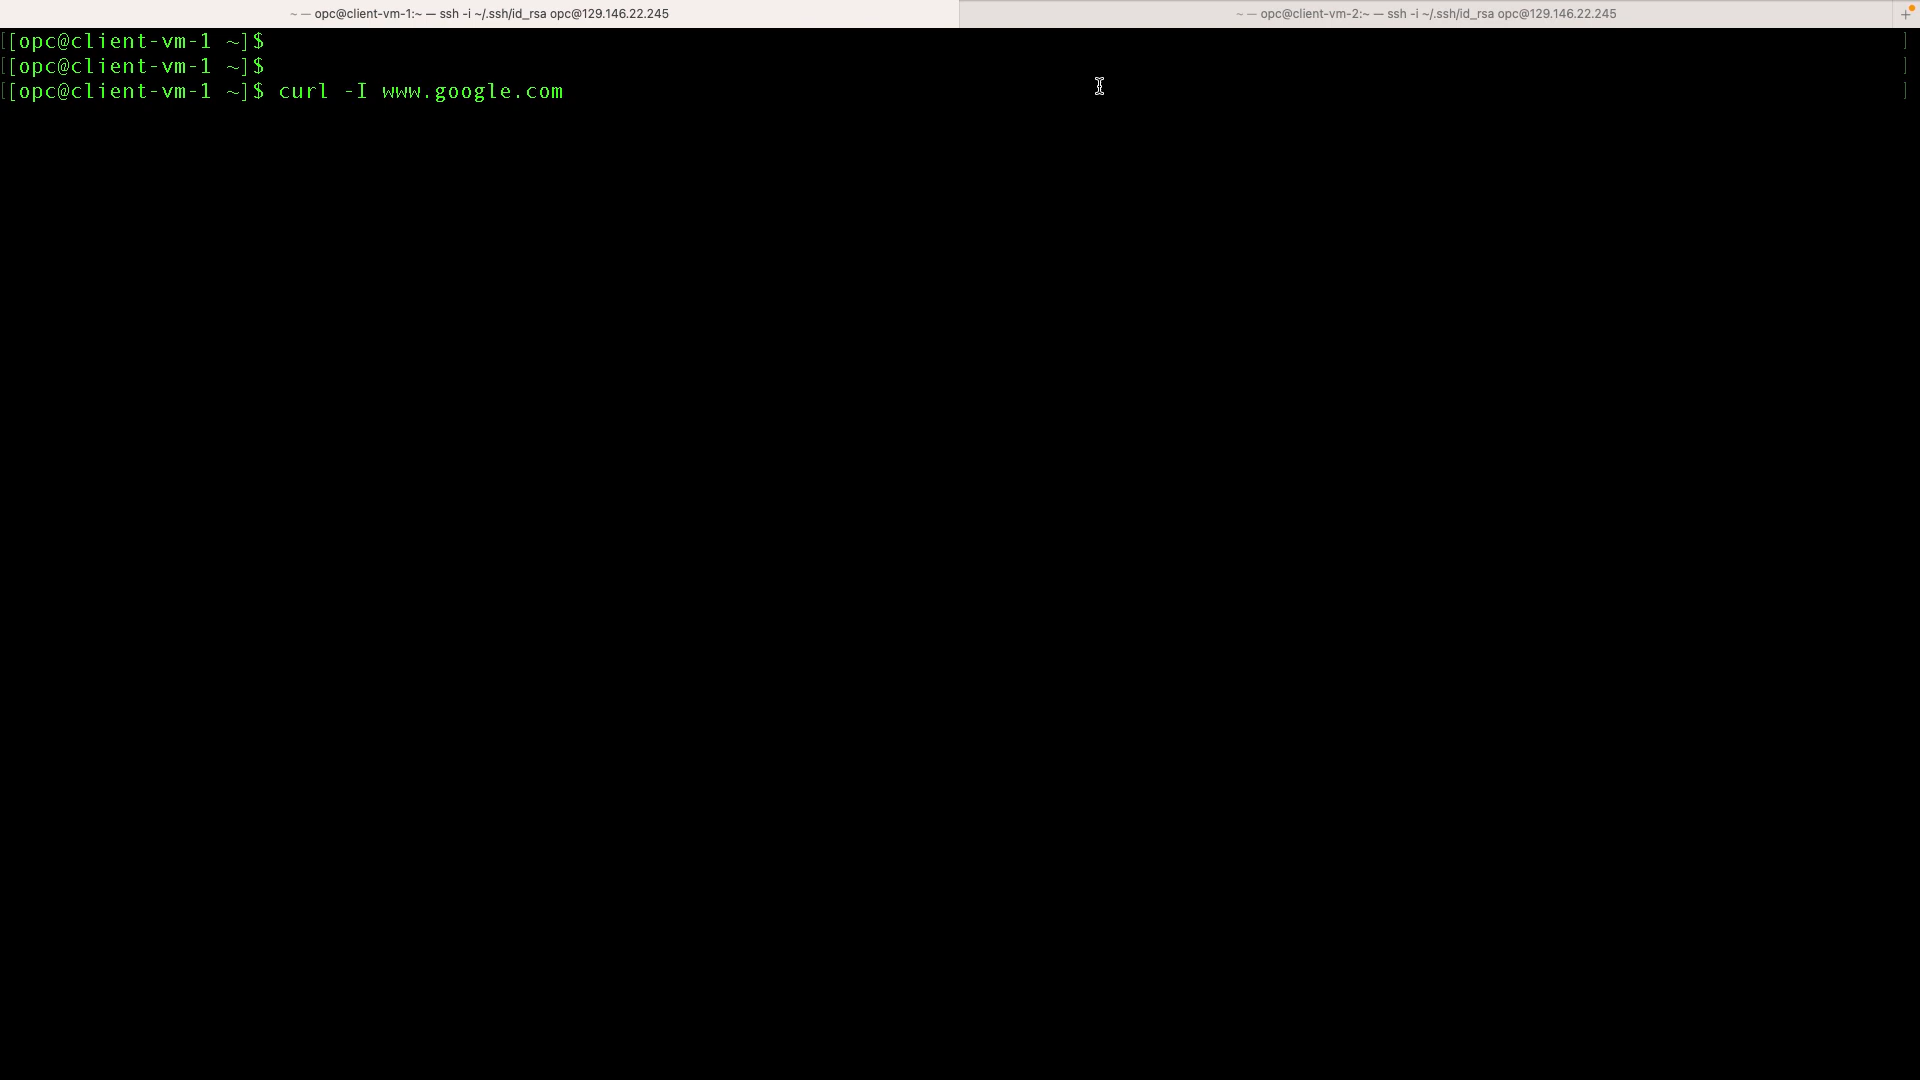 ~ — opc@client-vm-1:~ — ssh -i ~/.ssh/id_rsa opc@129.146.22.245
~ — opc@client-vm-2:~ — ssh -i ~/.ssh/id_rsa opc@129.146.22.245
+
[[opc@client-vm-1 ~]$ ]
[[opc@client-vm-1 ~]$ ]
[[opc@client-vm-1 ~]$ curl -I www.google.com ]